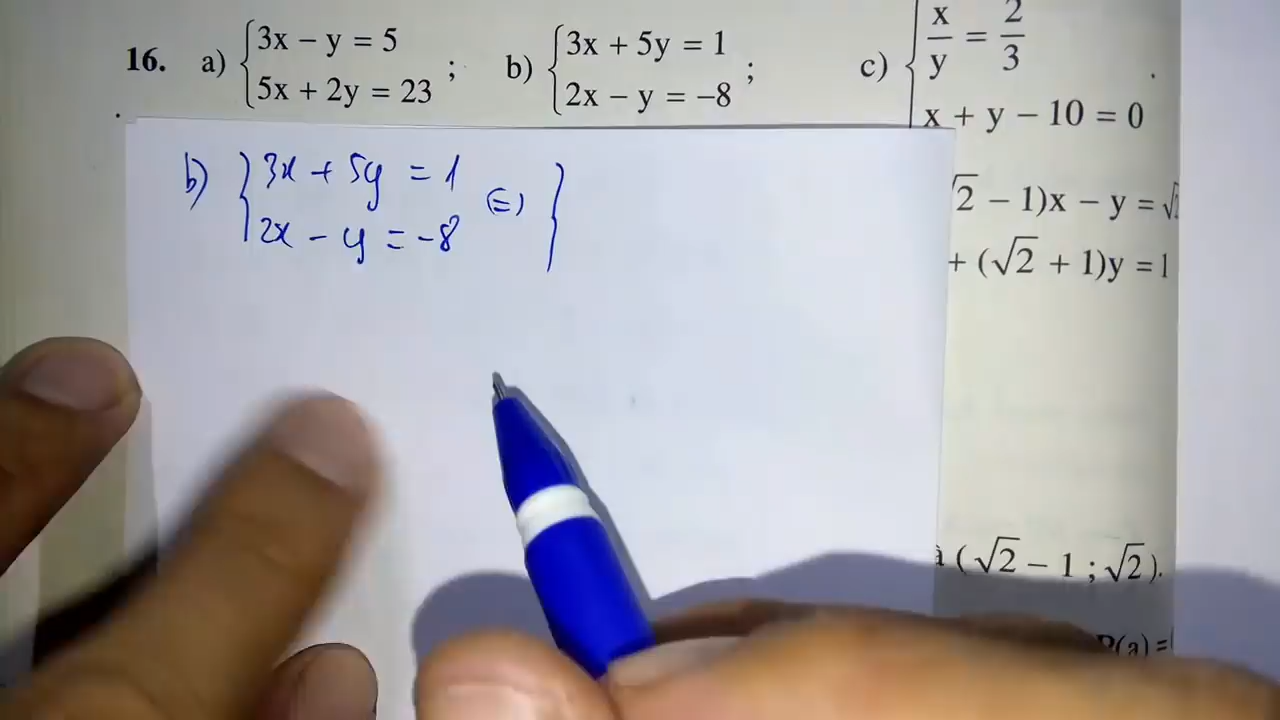 16. a) {3x − y = 5 ; b) {3x + 5y = 1 ; c) {x/y = 2/3 .
5x + 2y = 23 2x − y = −8 x + y − 10 = 0
b) {3x + 5y = 1 ⇔ {
2x − y = −8
√2 − 1)x − y = √
+ (√2 + 1)y = 1
à (√2 − 1 ; √2).
P(a) =